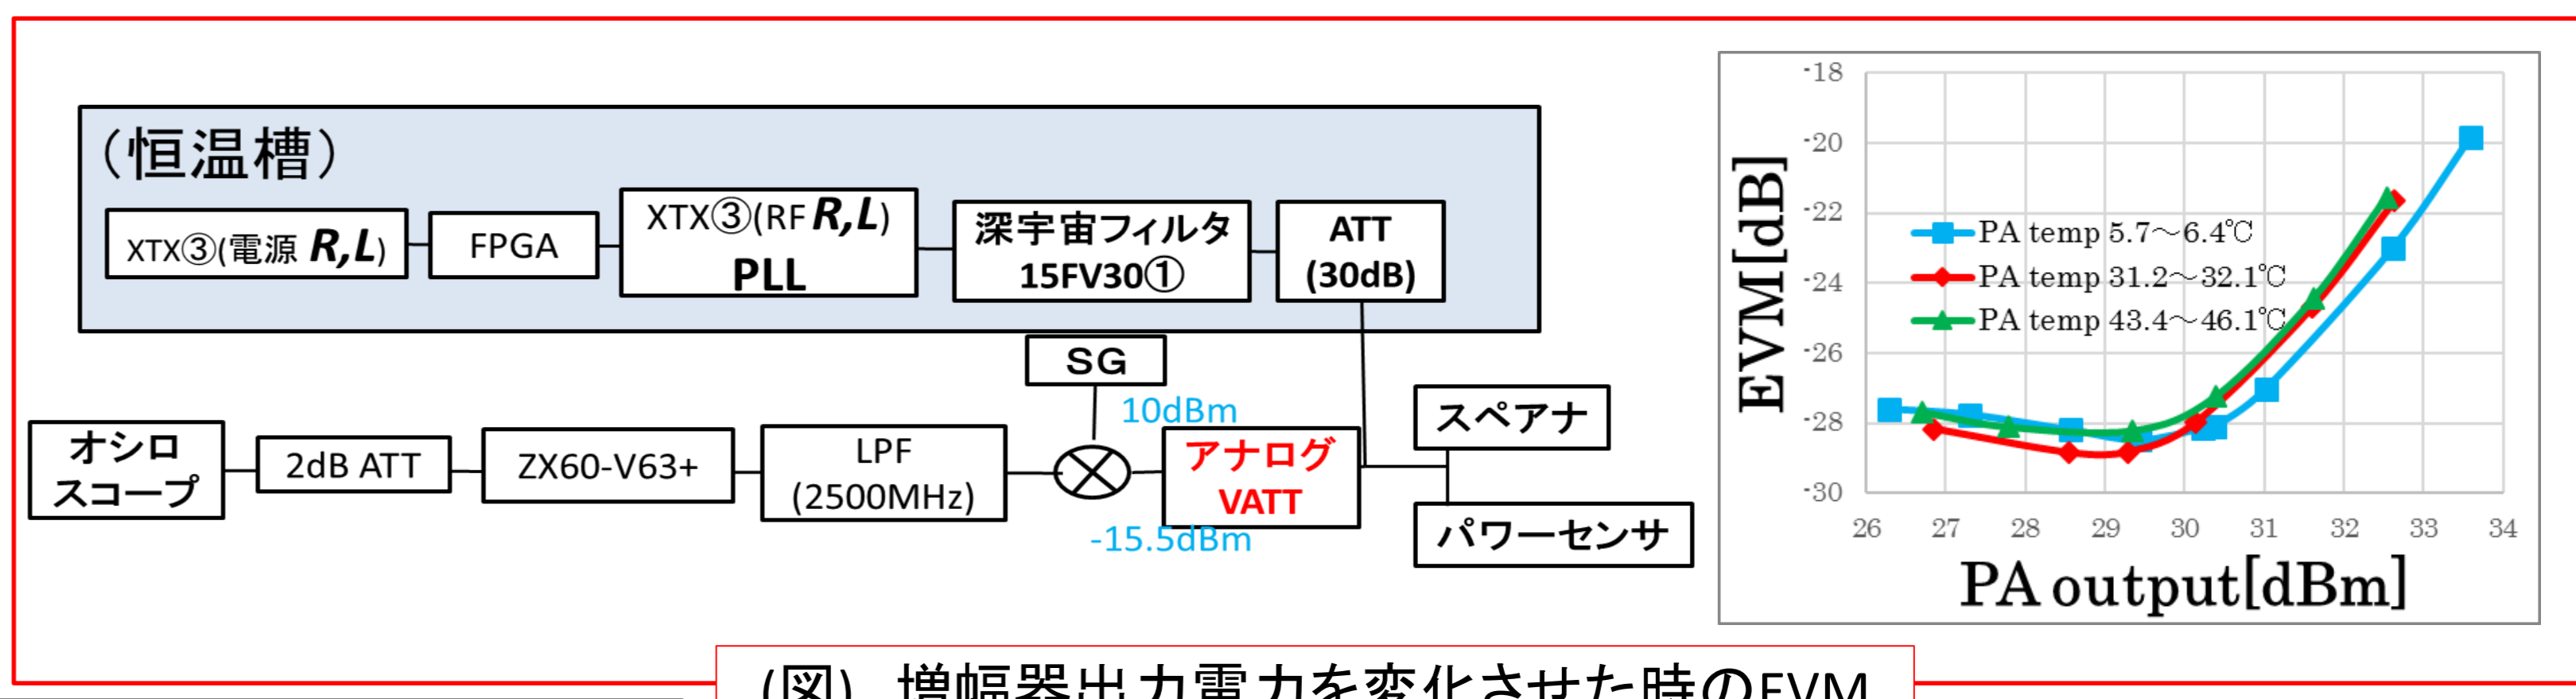 （恒温槽）
XTX③(電源 R,L)
FPGA
XTX③(RF R,L)
PLL
深宇宙フィルタ
15FV30①
ATT
(30dB)
SG
10dBm
オシロ
スコープ
2dB ATT
ZX60-V63+
LPF
(2500MHz)
アナログ
VATT
-15.5dBm
スペアナ
パワーセンサ
EVM[dB]
-18
-20
-22
-24
-26
-28
-30
PA temp 5.7～6.4℃
PA temp 31.2～32.1℃
PA temp 43.4～46.1℃
26 27 28 29 30 31 32 33 34
PA output[dBm]
(図) 増幅器出力電力を変化させた時のEVM